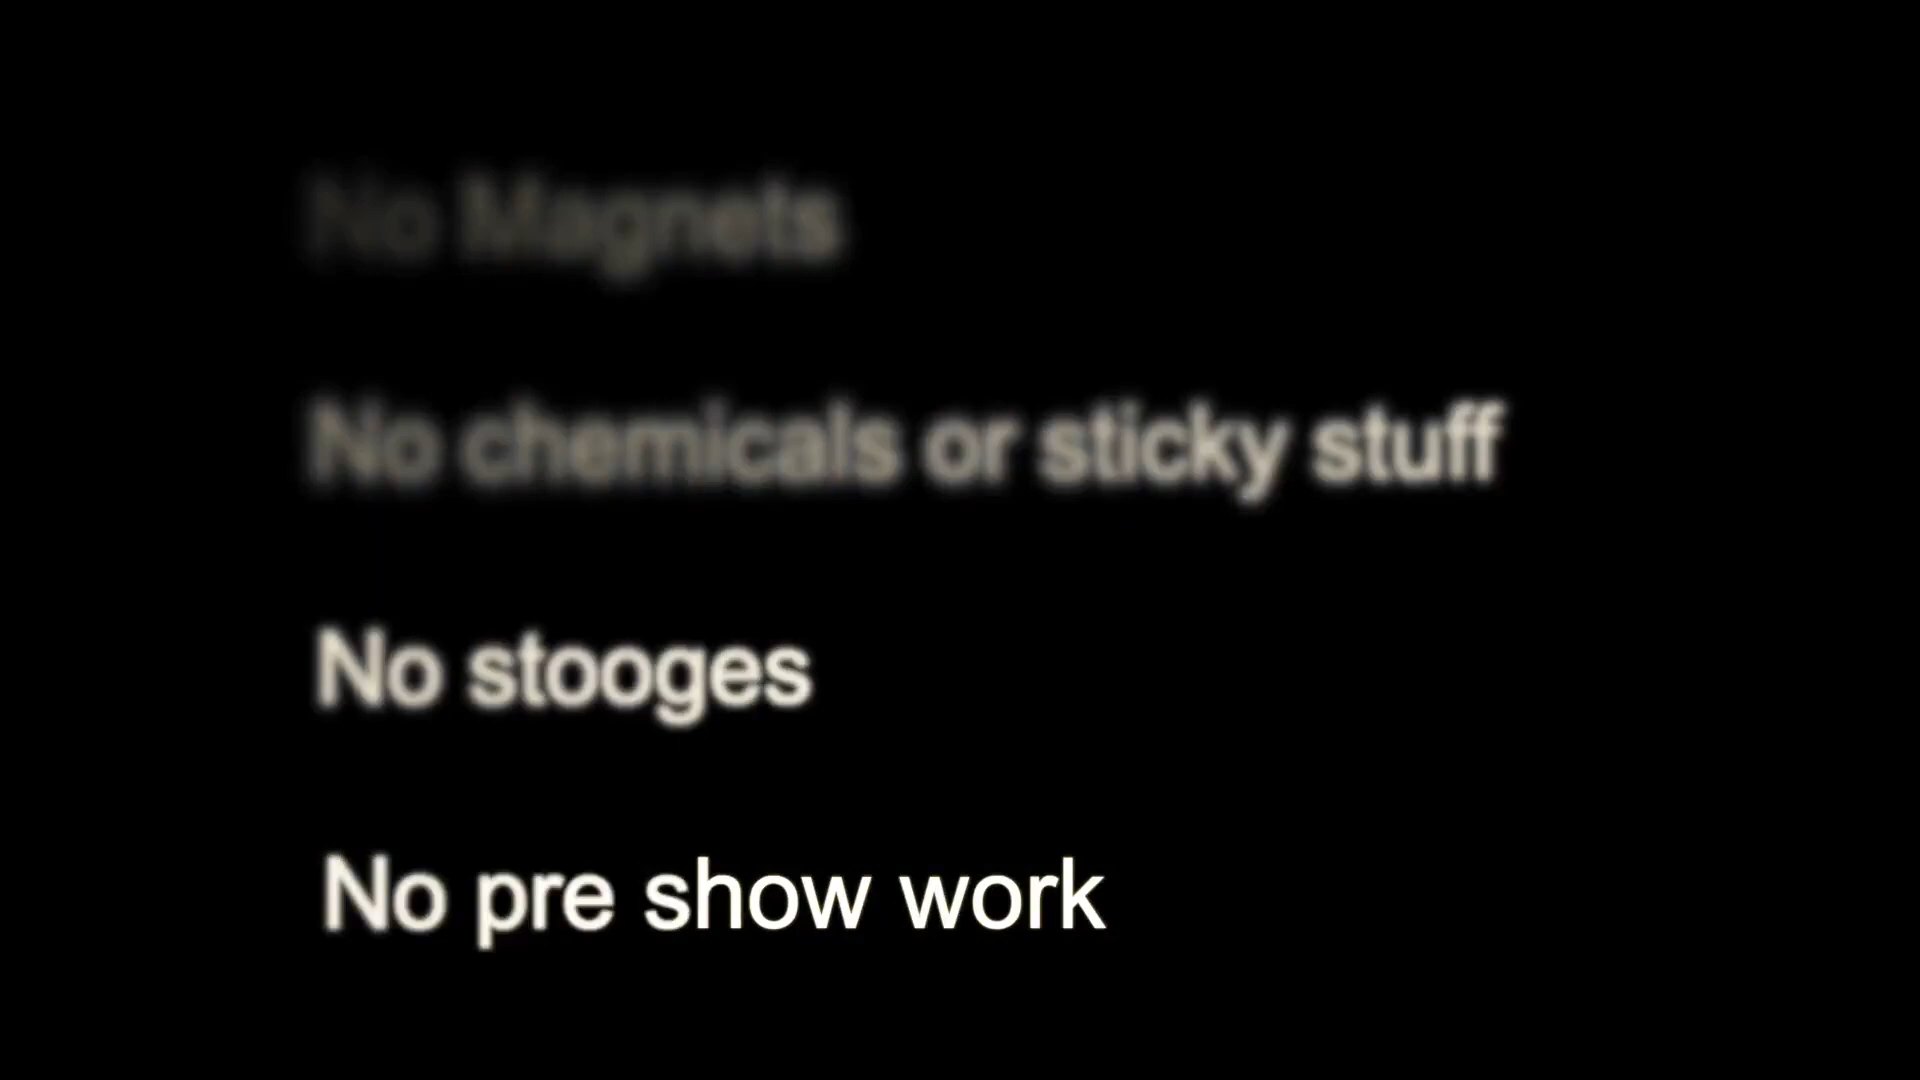 No Magnets
No chemicals or sticky stuff
No stooges
No pre show work